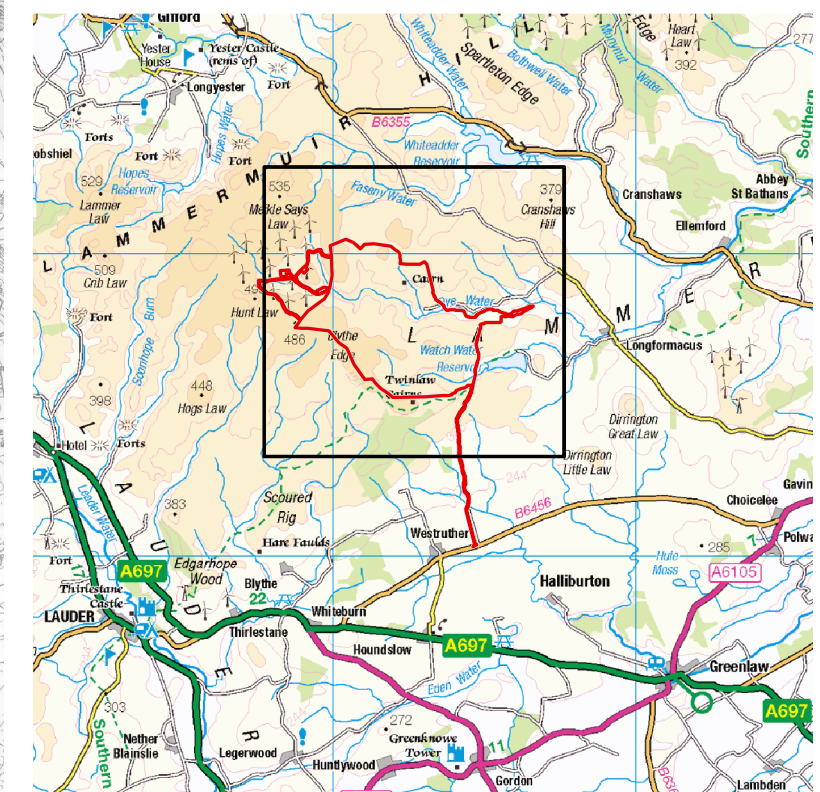 Gifford
Yester
House
Yester Castle
(rems of)
Longyester
Fort
Forts
Fort
Fort
obshiel
Hopes
Reservoir
Hopes Water
529
Lammer
Law
509
Crib Law
Fort
Whiteadder Water
Spartleton Edge
Bothwell Water
Monynut
Water
Edge
Heart
Law
392
277
Southern
B6355
Whiteadder
Reservoir
L A M M E R M U I R H I L L
535
Meikle Says
Law
Faseny Water
379
Cranshaws
Hill
Cranshaws
Abbey
St Bathans
Ellemford
Cairn
Dye Water
Hunt Law
486
Blythe
Edge
Watch Water
Reservoir
Twinlaw
Cairns
L A M M E R
Longformacus
Soonhope Burn
448
Hogs Law
398
Hotel
Forts
Leader Water
383
Scoured
Rig
Dirrington
Great Law
Dirrington
Little Law
244
B6456
Westruther
Hare Faulds
Edgarhope
Wood
Blythe
22
Choicelee
Gavin
Polwa
7
285
Hule
Moss
A6105
A697
Fort
17
Thirlestane
Castle
LAUDER
L A U D E R
Thirlestane
Whiteburn
Houndslow
A697
Halliburton
Eden Water
Greenlaw
A697
303
Southern
Nether
Blainslie
Legerwood
272
Greenknowe
Tower
11
Huntlywood
Gordon
Lambden